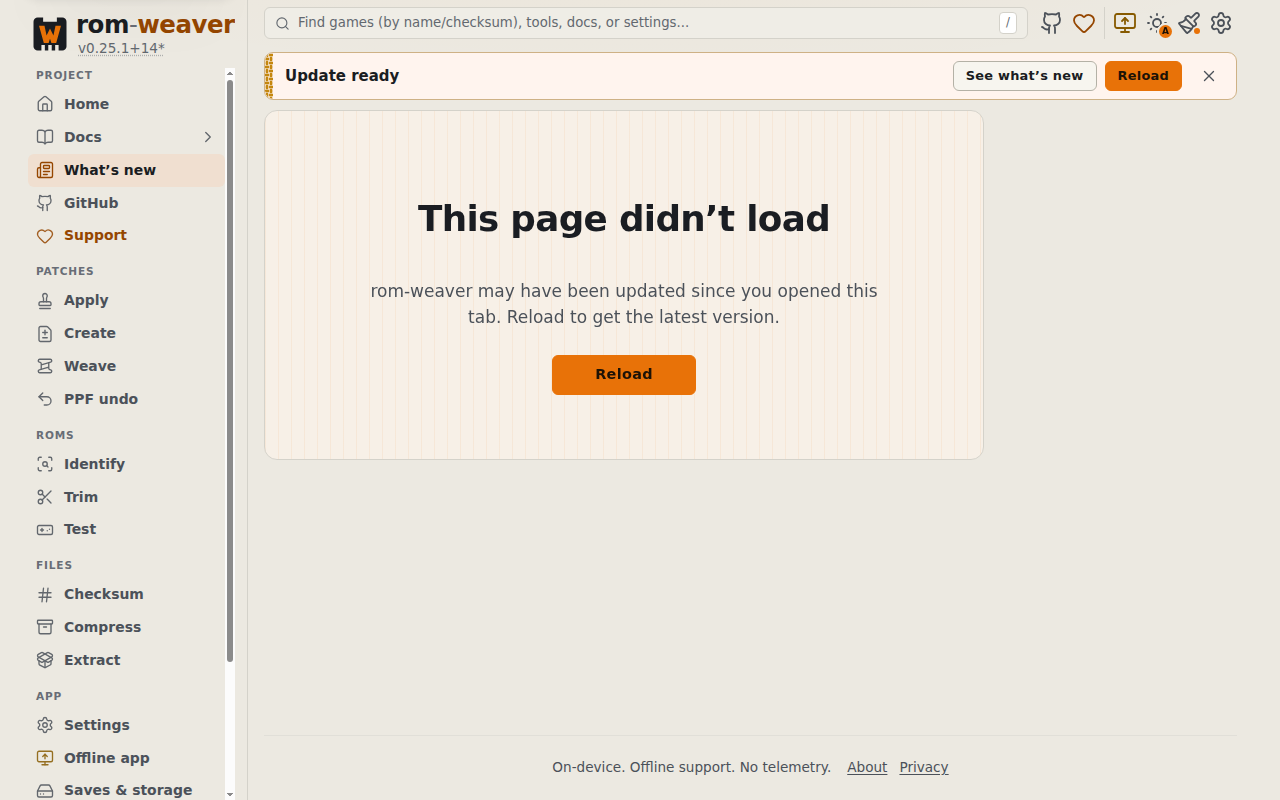 rom-weaver
v0.25.1+14*
PROJECT
Home
Docs
What’s new
GitHub
Support
PATCHES
Apply
Create
Weave
PPF undo
ROMS
Identify
Trim
Test
FILES
Checksum
Compress
Extract
APP
Settings
Offline app
Saves & storage
Find games (by name/checksum), tools, docs, or settings...
/
A
Update ready
See what’s new
Reload
This page didn’t load
rom-weaver may have been updated since you opened this
tab. Reload to get the latest version.
Reload
On-device. Offline support. No telemetry. About Privacy